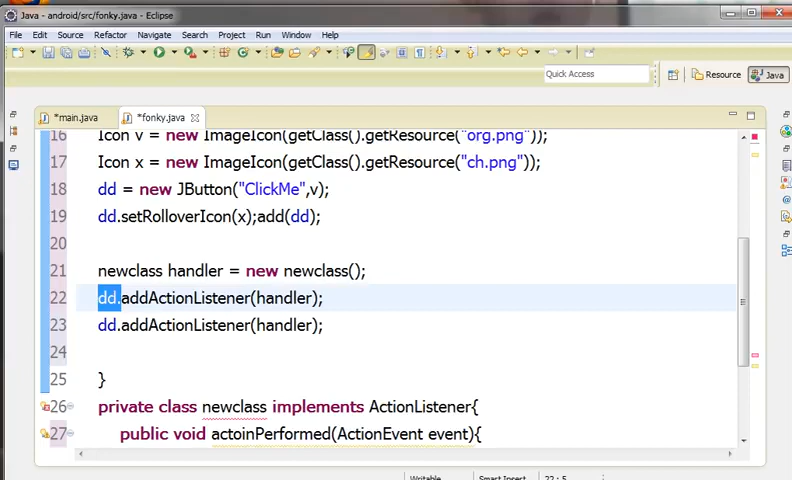 Java - android/src/fonky.java - Eclipse
File Edit Source Refactor Navigate Search Project Run Window Help
Quick Access Resource Java
*main.java *fonky.java
16 Icon v = new ImageIcon(getClass().getResource("org.png"));
17 Icon x = new ImageIcon(getClass().getResource("ch.png"));
18 dd = new JButton("ClickMe",v);
19 dd.setRolloverIcon(x);add(dd);
20
21 newclass handler = new newclass();
22 dd.addActionListener(handler);
23 dd.addActionListener(handler);
24
25 }
26 private class newclass implements ActionListener{
27 public void actoinPerformed(ActionEvent event){
Writable Smart Insert 22 : 5